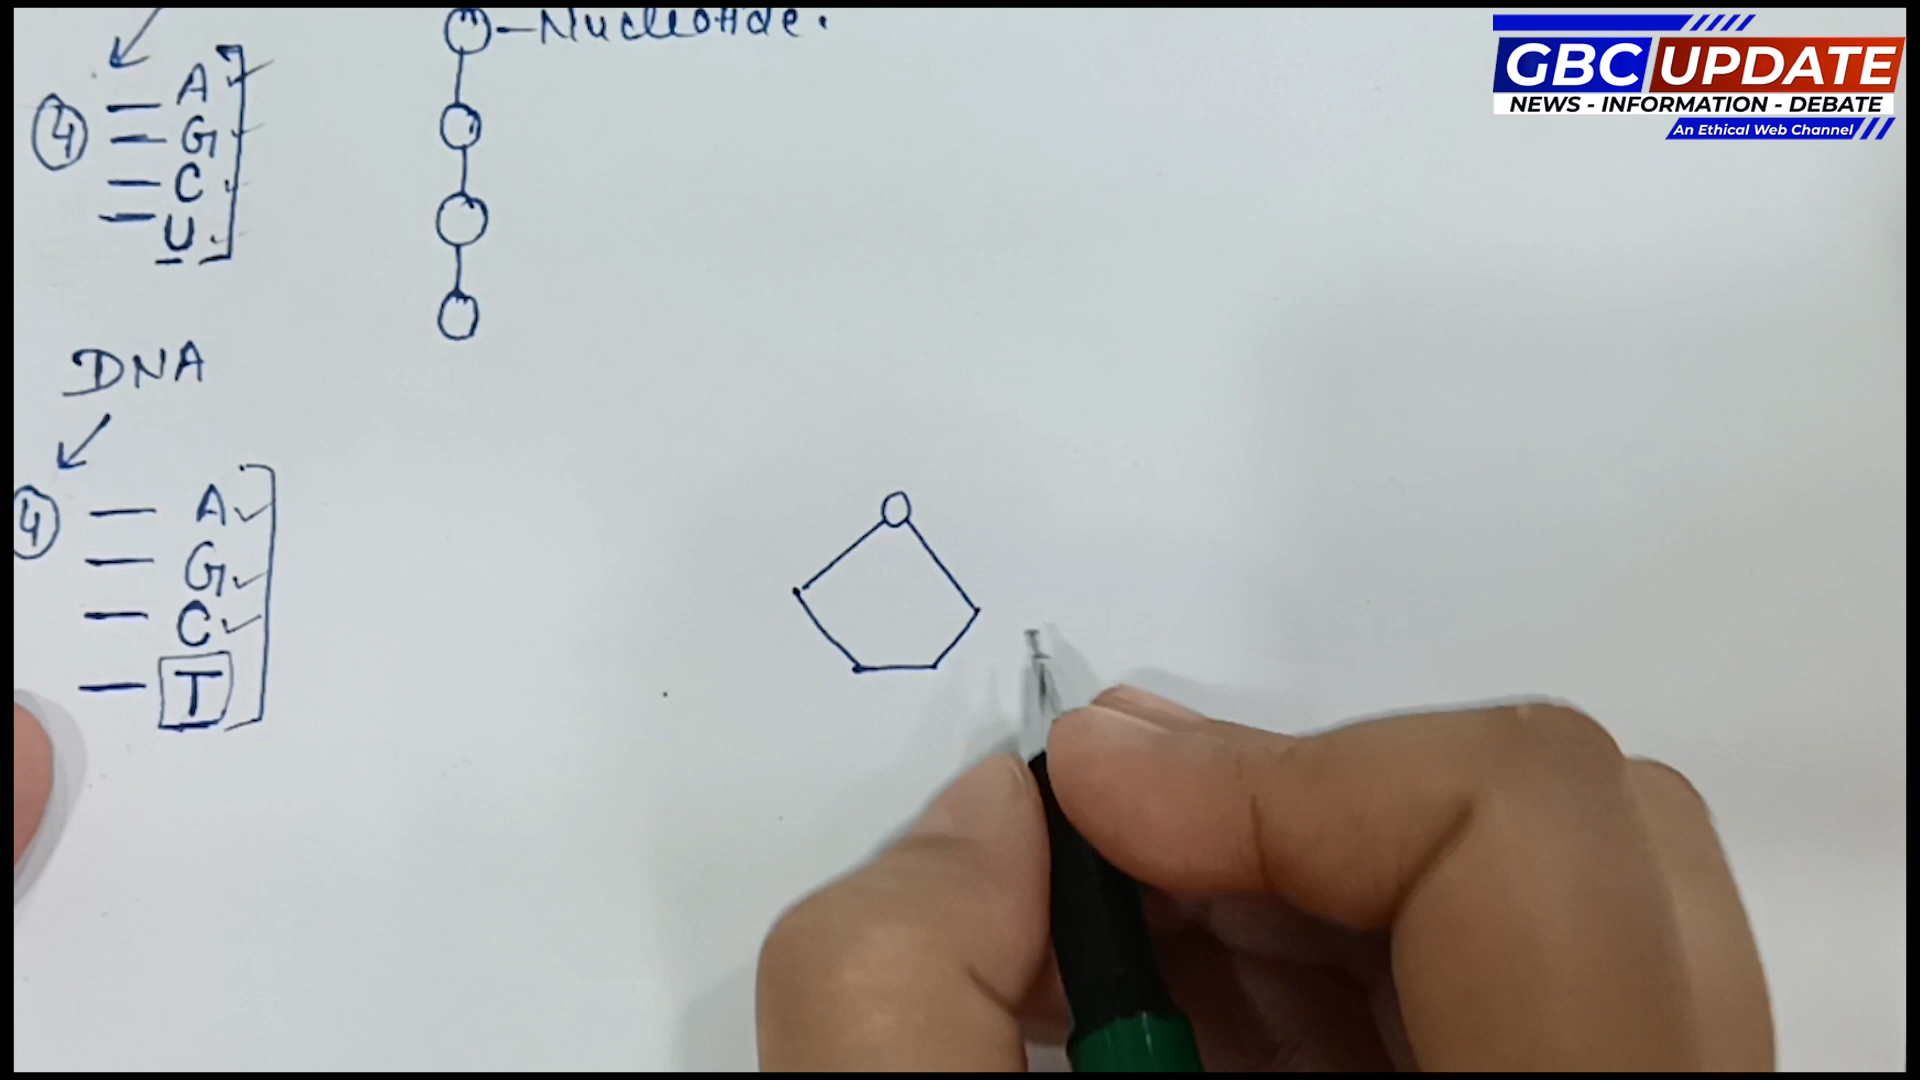 Nucleotide.
A
G
4
C
U
DNA
A
4
G
C
T
GBC UPDATE
NEWS - INFORMATION - DEBATE
An Ethical Web Channel